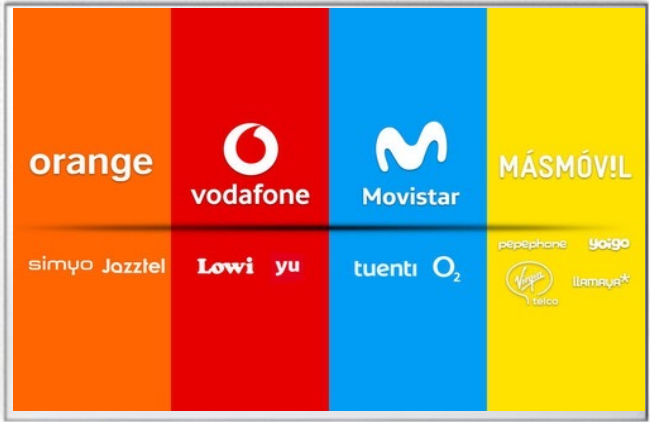 orange
simyo Jazztel
vodafone
Lowi yu
Movistar
tuenti O2
MÁSMÓV!L
pepephone yoigo
Virgin telco
llamaya*